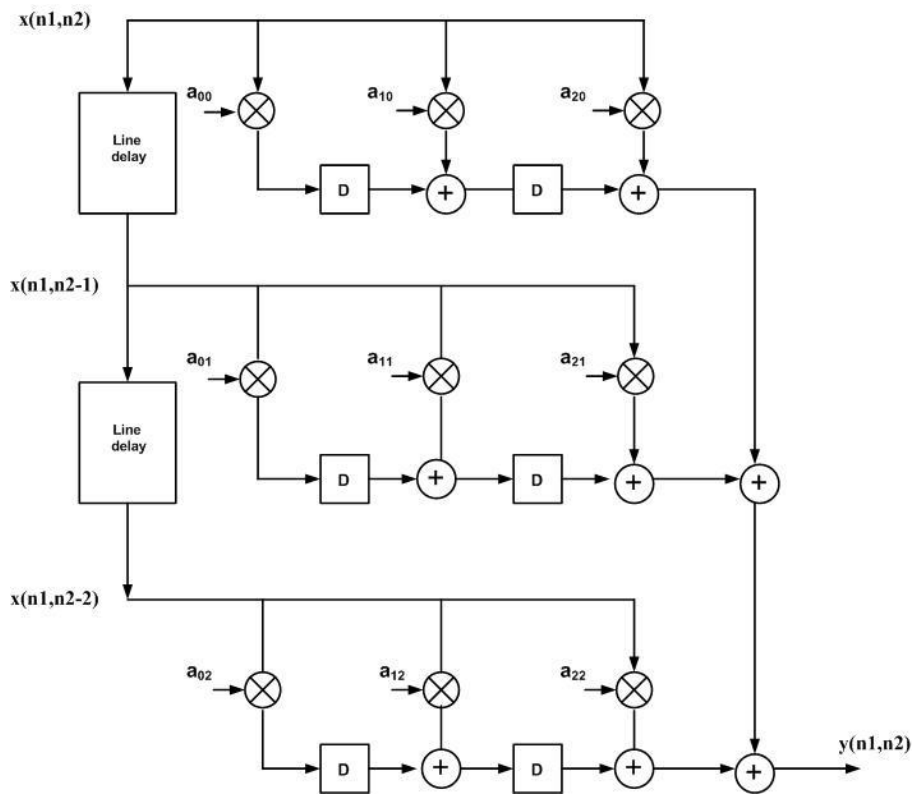 x(n1,n2)
a00 a10 a20
Line
delay
D + D +
x(n1,n2-1)
a01 a11 a21
Line
delay
D + D + +
x(n1,n2-2)
a02 a12 a22
y(n1,n2)
D + D + +